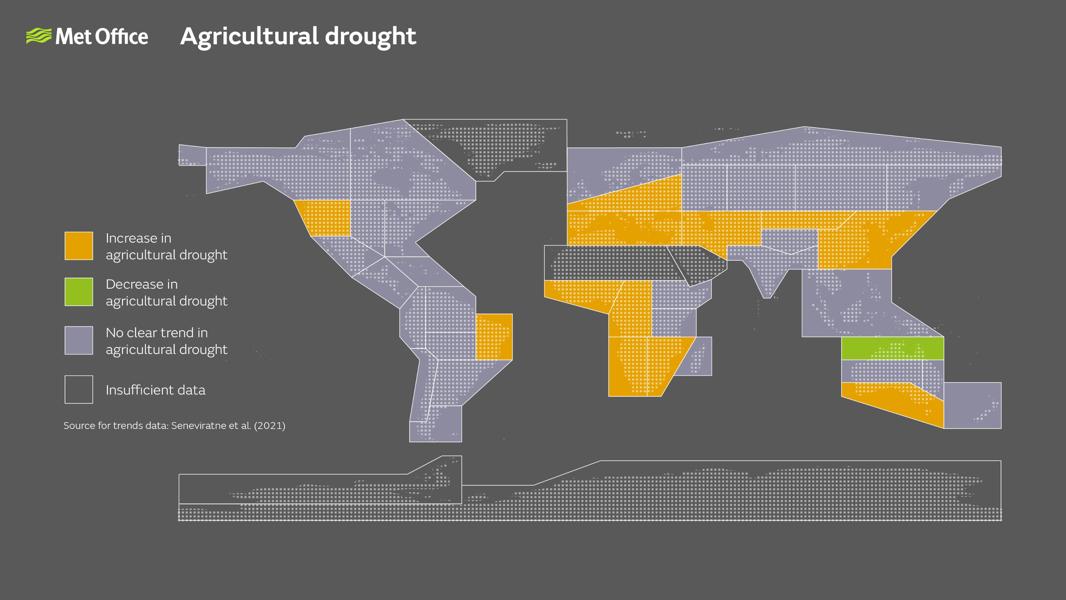 Met Office
Agricultural drought
Increase in
agricultural drought
Decrease in
agricultural drought
No clear trend in
agricultural drought
Insufficient data
Source for trends data: Seneviratne et al. (2021)